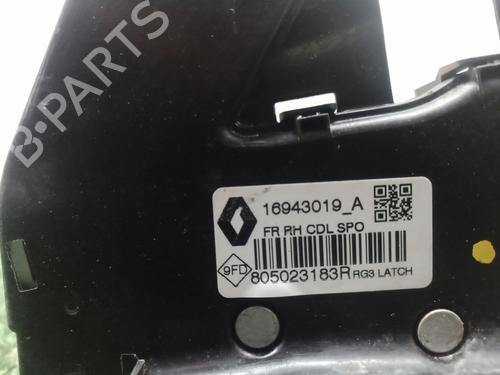 B-PARTS
16943019_A
FR RH CDL SPO
9FD
805023183R RG3 LATCH